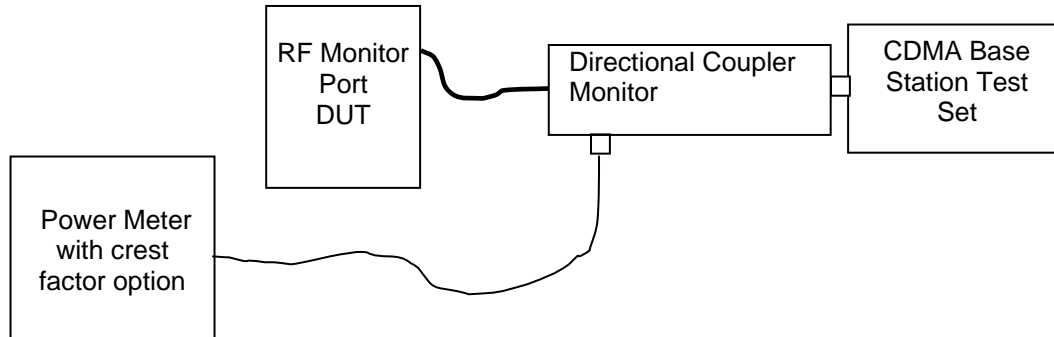 RF Monitor
Port
DUT
Directional Coupler
Monitor
CDMA Base
Station Test
Set
Power Meter
with crest
factor option